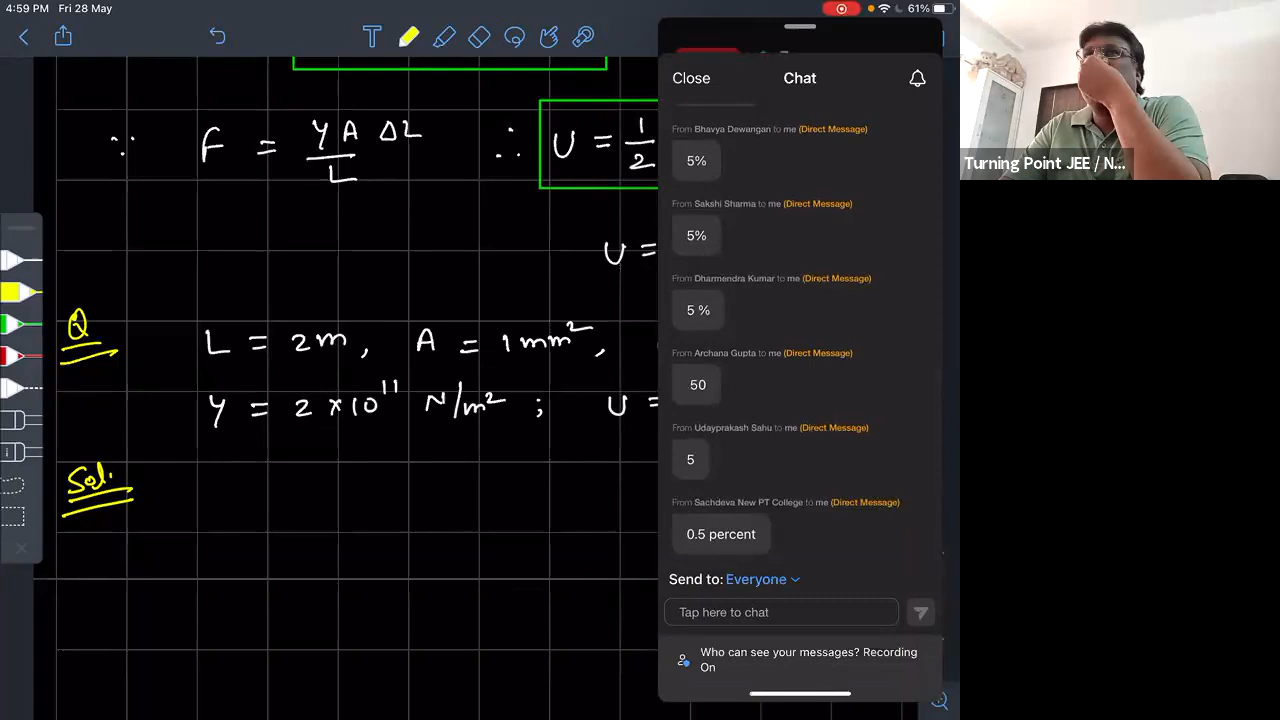 4:59 PM Fri 28 May
61%
T
Close
Chat
F = YA ΔL / L
∴ U = 1/2
U =
Q
L = 2m, A = 1mm²,
Y = 2 × 10¹¹ N/m² ; U =
Sol.
From Bhavya Dewangan to me (Direct Message)
5%
From Sakshi Sharma to me (Direct Message)
5%
From Dharmendra Kumar to me (Direct Message)
5 %
From Archana Gupta to me (Direct Message)
50
From Udayprakash Sahu to me (Direct Message)
5
From Sachdeva New PT College to me (Direct Message)
0.5 percent
Send to: Everyone
Tap here to chat
Who can see your messages? Recording
On
Turning Point JEE / N...